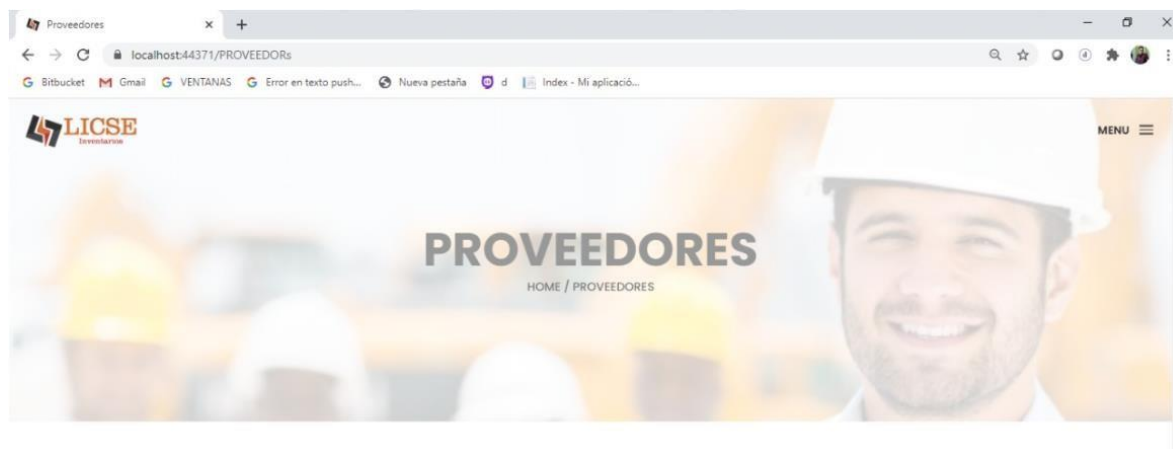 Proveedores
localhost:44371/PROVEEDORs
Bitbucket M Gmail G VENTANAS G Error en texto push... Nueva pestaña d Index - Mi aplicació...
LICSE
Inventarios
MENU
PROVEEDORES
HOME / PROVEEDORES